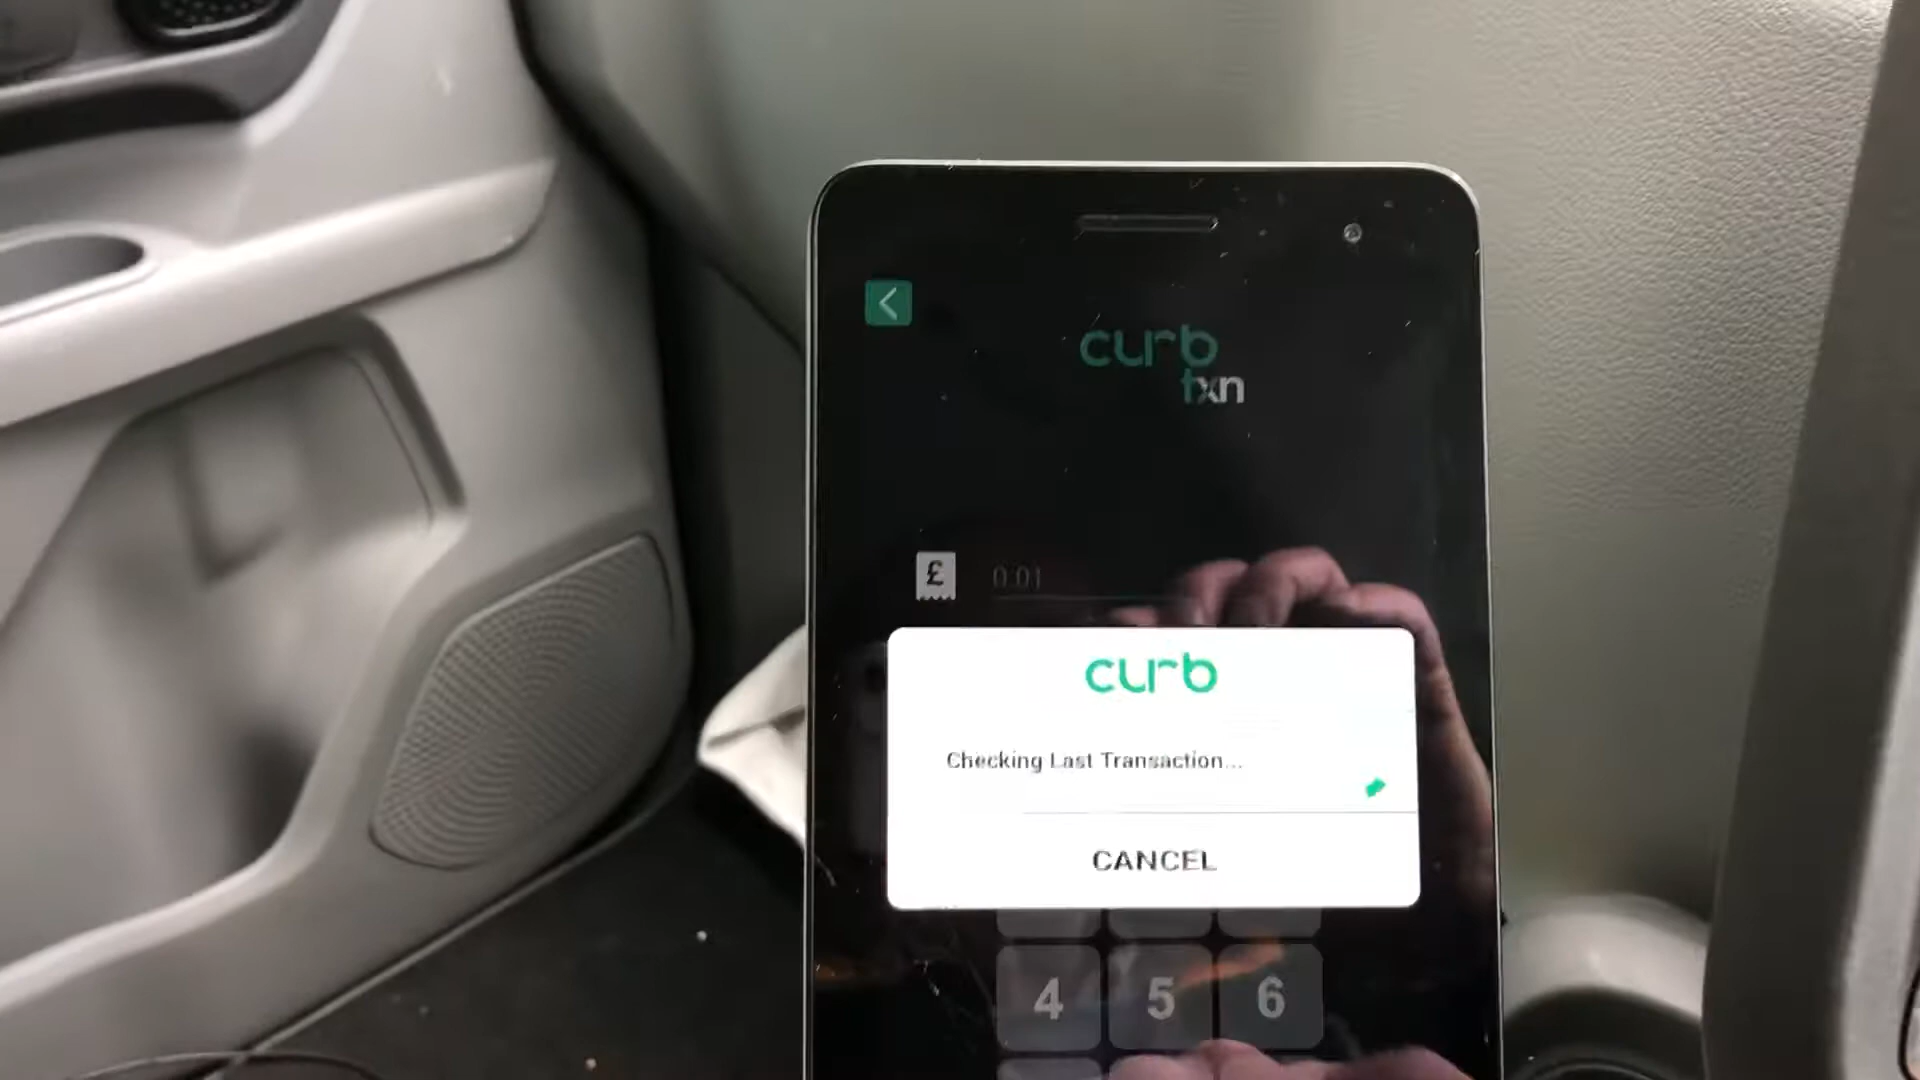 curb
txn
£ 0.01
curb
Checking Last Transaction...
CANCEL
4 5 6